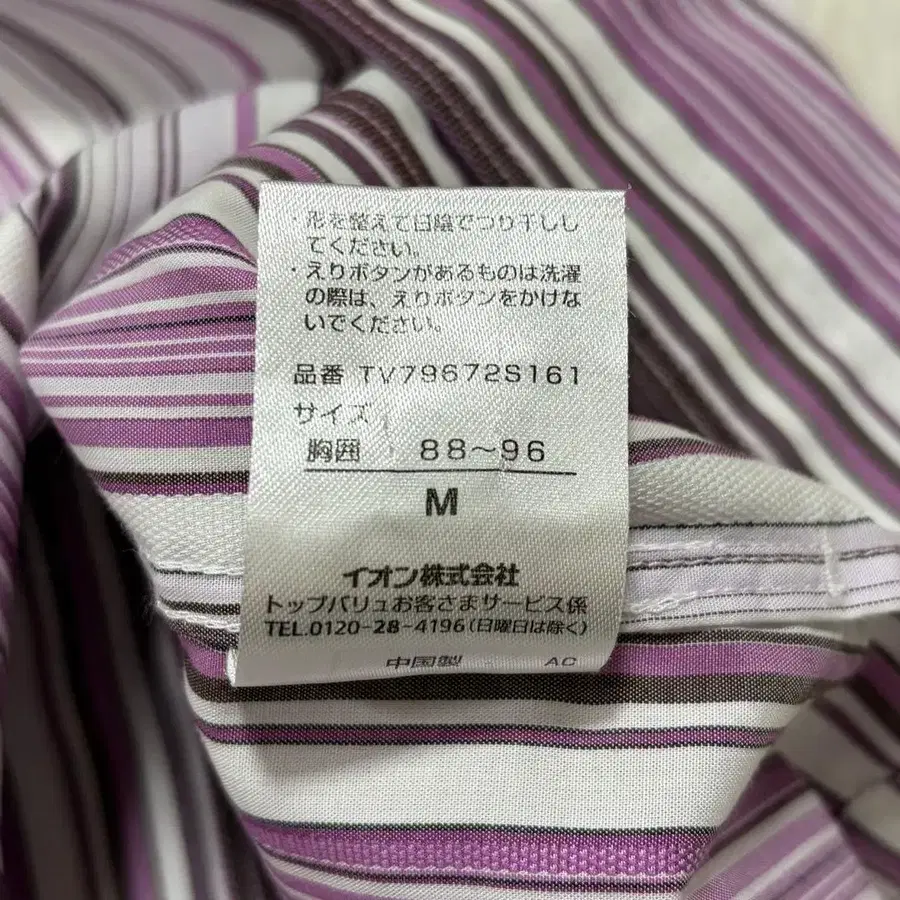 ・形を整えて日陰でつり干しし
てください。
・えりボタンがあるものは洗濯
の際は、えりボタンをかけな
いでください。
品番 TV79672S161
サイズ
胸囲 88～96
M
イオン株式会社
トップバリュお客さまサービス係
TEL.0120-28-4196(日曜日は除く)
中国製 AC